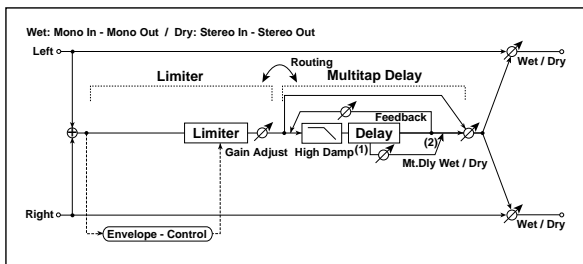 Wet: Mono In - Mono Out / Dry: Stereo In - Stereo Out
Left
Wet / Dry
Routing
Limiter
Multitap Delay
Feedback
Limiter
Delay
Gain Adjust
High Damp
(1)
(2)
Mt.Dly Wet / Dry
Right
Envelope - Control
Wet / Dry